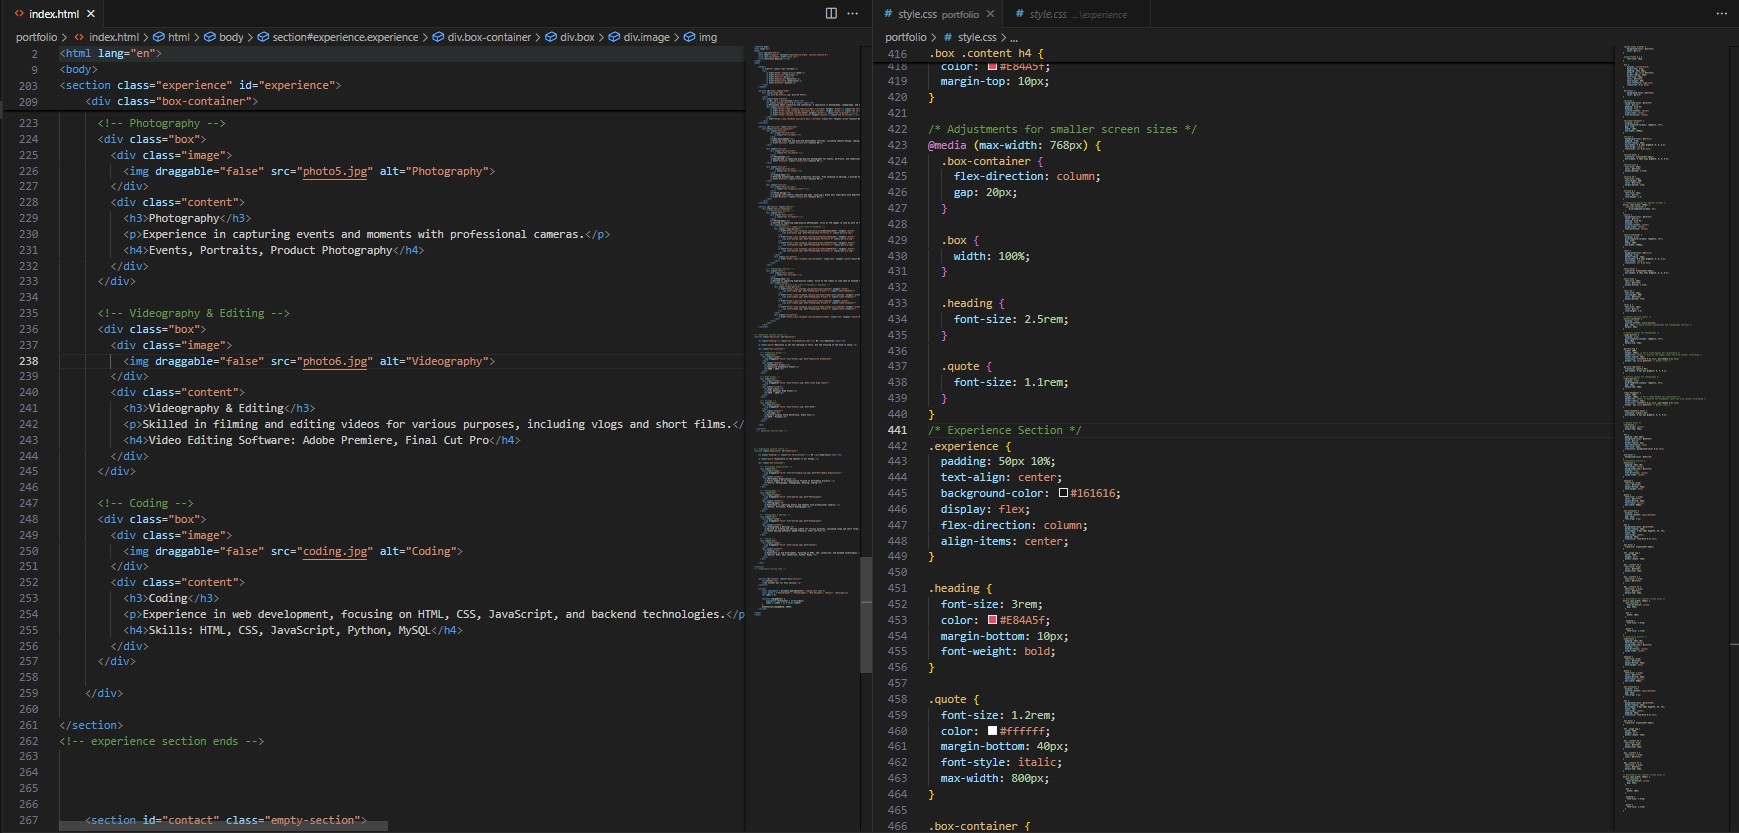 index.html
portfolio > index.html > html > body > section#experience.experience > div.box-container > div.box > div.image > img
2 <html lang="en">
9 <body>
203 <section class="experience" id="experience">
209 <div class="box-container">
223 <!-- Photography -->
224 <div class="box">
225 <div class="image">
226 <img draggable="false" src="photo5.jpg" alt="Photography">
227 </div>
228 <div class="content">
229 <h3>Photography</h3>
230 <p>Experience in capturing events and moments with professional cameras.</p>
231 <h4>Events, Portraits, Product Photography</h4>
232 </div>
233 </div>
234
235 <!-- Videography & Editing -->
236 <div class="box">
237 <div class="image">
238 <img draggable="false" src="photo6.jpg" alt="Videography">
239 </div>
240 <div class="content">
241 <h3>Videography & Editing</h3>
242 <p>Skilled in filming and editing videos for various purposes, including vlogs and short films.</
243 <h4>Video Editing Software: Adobe Premiere, Final Cut Pro</h4>
244 </div>
245 </div>
246
247 <!-- Coding -->
248 <div class="box">
249 <div class="image">
250 <img draggable="false" src="coding.jpg" alt="Coding">
251 </div>
252 <div class="content">
253 <h3>Coding</h3>
254 <p>Experience in web development, focusing on HTML, CSS, JavaScript, and backend technologies.</p
255 <h4>Skills: HTML, CSS, JavaScript, Python, MySQL</h4>
256 </div>
257 </div>
258
259 </div>
260
261 </section>
262 <!-- experience section ends -->
263
264
265
266
267 <section id="contact" class="empty-section">
style.css portfolio
style.css ...\experience
portfolio > style.css > ...
416 .box .content h4 {
418 color: #E84A5f;
419 margin-top: 10px;
420 }
421
422 /* Adjustments for smaller screen sizes */
423 @media (max-width: 768px) {
424 .box-container {
425 flex-direction: column;
426 gap: 20px;
427 }
428
429 .box {
430 width: 100%;
431 }
432
433 .heading {
434 font-size: 2.5rem;
435 }
436
437 .quote {
438 font-size: 1.1rem;
439 }
440 }
441 /* Experience Section */
442 .experience {
443 padding: 50px 10%;
444 text-align: center;
445 background-color: #161616;
446 display: flex;
447 flex-direction: column;
448 align-items: center;
449 }
450
451 .heading {
452 font-size: 3rem;
453 color: #E84A5f;
454 margin-bottom: 10px;
455 font-weight: bold;
456 }
457
458 .quote {
459 font-size: 1.2rem;
460 color: #ffffff;
461 margin-bottom: 40px;
462 font-style: italic;
463 max-width: 800px;
464 }
465
466 .box-container {